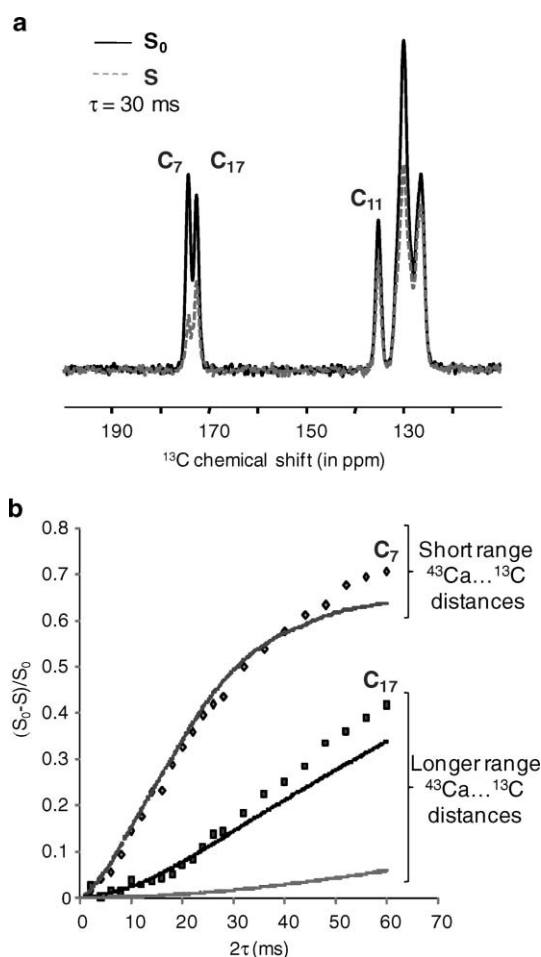 a
S₀
S
τ = 30 ms
C₇ C₁₇
C₁₁
190 170 150 130
¹³C chemical shift (in ppm)
b
0.8
0.7
0.6
0.5
0.4
0.3
0.2
0.1
0
(S₀-S)/S₀
C₇
Short range
⁴³Ca…¹³C
distances
C₁₇
Longer range
⁴³Ca…¹³C
distances
0 10 20 30 40 50 60 70
2τ (ms)